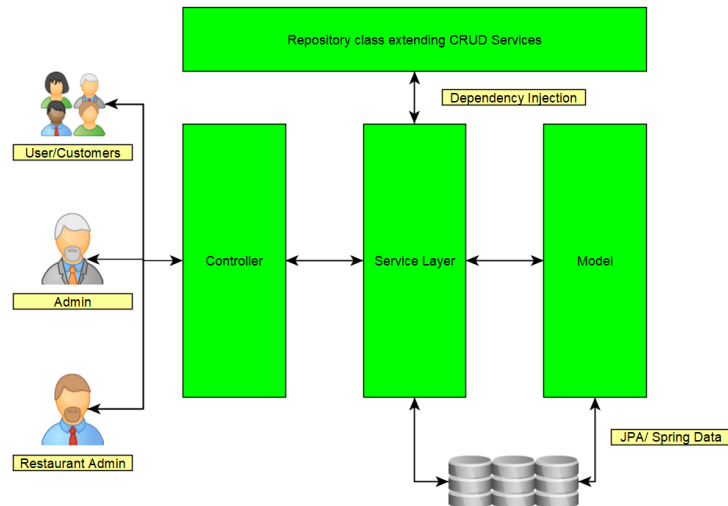 Repository class extending CRUD Services
Dependency Injection
User/Customers
Controller
Service Layer
Model
Admin
JPA/ Spring Data
Restaurant Admin